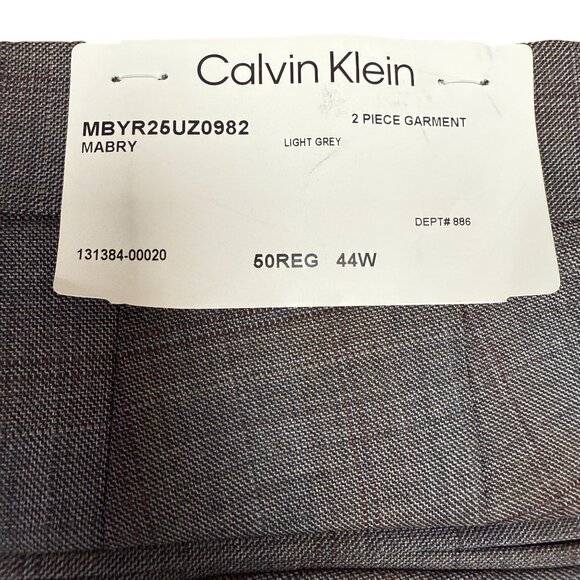 Calvin Klein
MBYR25UZ0982
2 PIECE GARMENT
MABRY
LIGHT GREY
DEPT# 886
131384-00020
50REG 44W